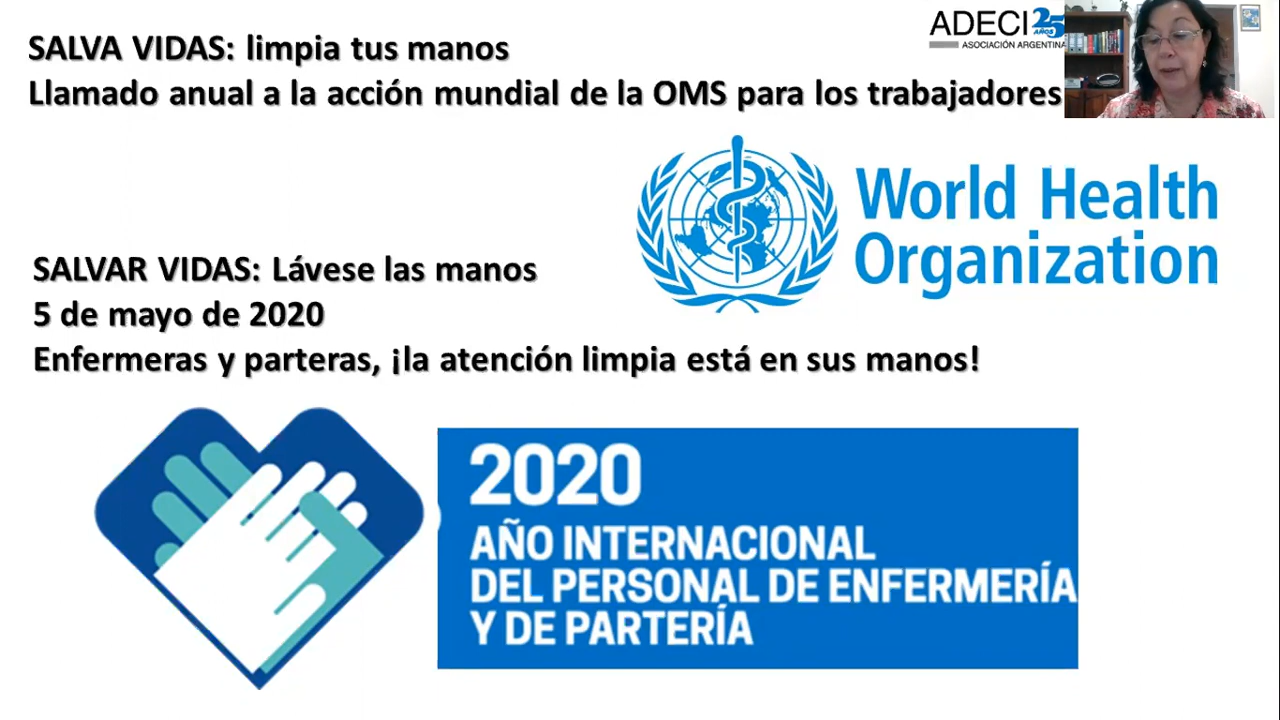 ADECI 25
AÑOS
ASOCIACIÓN ARGENTINA
SALVA VIDAS: limpia tus manos
Llamado anual a la acción mundial de la OMS para los trabajadores
World Health
Organization
SALVAR VIDAS: Lávese las manos
5 de mayo de 2020
Enfermeras y parteras, ¡la atención limpia está en sus manos!
2020
AÑO INTERNACIONAL
DEL PERSONAL DE ENFERMERÍA
Y DE PARTERÍA